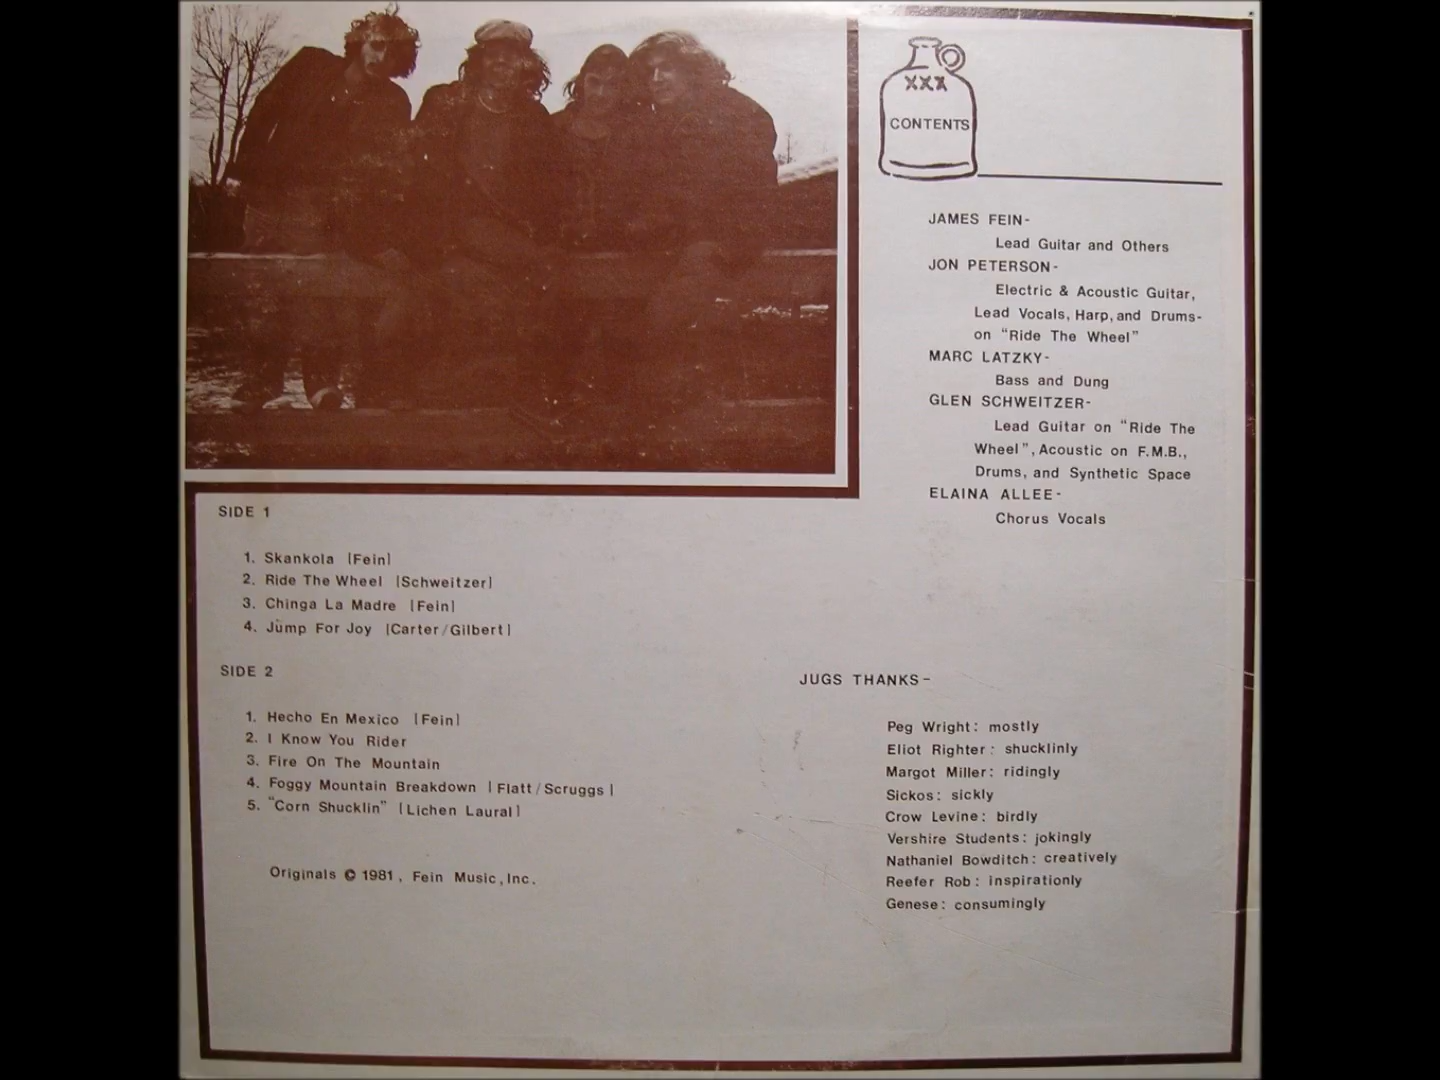 XXX
CONTENTS
JAMES FEIN-
Lead Guitar and Others
JON PETERSON-
Electric & Acoustic Guitar,
Lead Vocals, Harp, and Drums-
on "Ride The Wheel"
MARC LATZKY-
Bass and Dung
GLEN SCHWEITZER-
Lead Guitar on "Ride The
Wheel", Acoustic on F.M.B.,
Drums, and Synthetic Space
ELAINA ALLEE-
Chorus Vocals
SIDE 1
1. Skankola [Fein]
2. Ride The Wheel [Schweitzer]
3. Chinga La Madre [Fein]
4. Jump For Joy [Carter/Gilbert]
SIDE 2
1. Hecho En Mexico [Fein]
2. I Know You Rider
3. Fire On The Mountain
4. Foggy Mountain Breakdown [Flatt/Scruggs]
5. "Corn Shucklin" [Lichen Laural]
Originals © 1981, Fein Music, Inc.
JUGS THANKS-
Peg Wright: mostly
Eliot Righter: shucklinly
Margot Miller: ridingly
Sickos: sickly
Crow Levine: birdly
Vershire Students: jokingly
Nathaniel Bowditch: creatively
Reefer Rob: inspirationly
Genese: consumingly